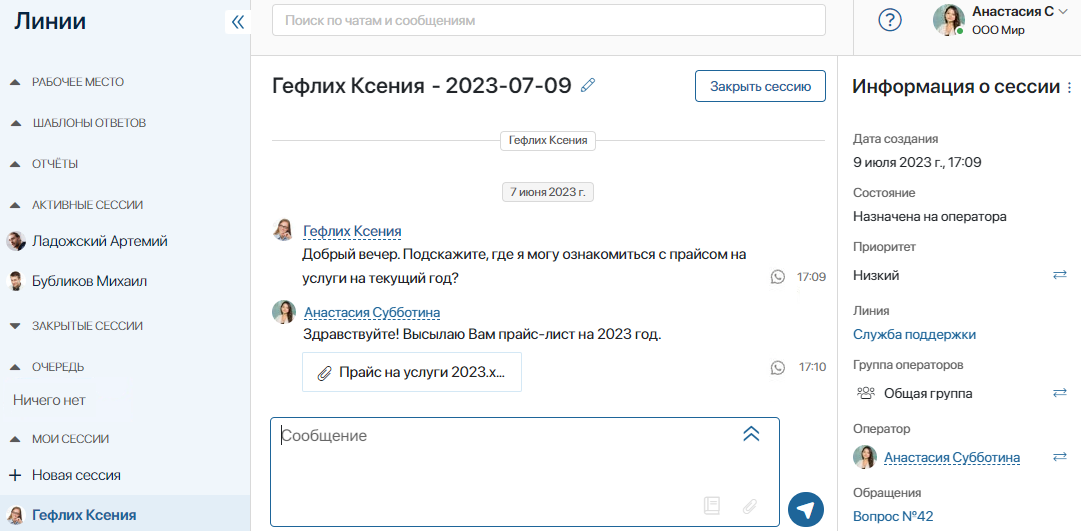 Линии
РАБОЧЕЕ МЕСТО
ШАБЛОНЫ ОТВЕТОВ
ОТЧЁТЫ
АКТИВНЫЕ СЕССИИ
Ладожский Артемий
Бубликов Михаил
ЗАКРЫТЫЕ СЕССИИ
ОЧЕРЕДЬ
Ничего нет
МОИ СЕССИИ
+ Новая сессия
Гефлих Ксения
Поиск по чатам и сообщениям
?
Анастасия С
ООО Мир
Гефлих Ксения - 2023-07-09
Закрыть сессию
Гефлих Ксения
7 июня 2023 г.
Гефлих Ксения
Добрый вечер. Подскажите, где я могу ознакомиться с прайсом на
услуги на текущий год?
17:09
Анастасия Субботина
Здравствуйте! Высылаю Вам прайс-лист на 2023 год.
Прайс на услуги 2023.x...
17:10
Сообщение
Информация о сессии
Дата создания
9 июля 2023 г., 17:09
Состояние
Назначена на оператора
Приоритет
Низкий
Линия
Служба поддержки
Группа операторов
Общая группа
Оператор
Анастасия Субботина
Обращения
Вопрос №42